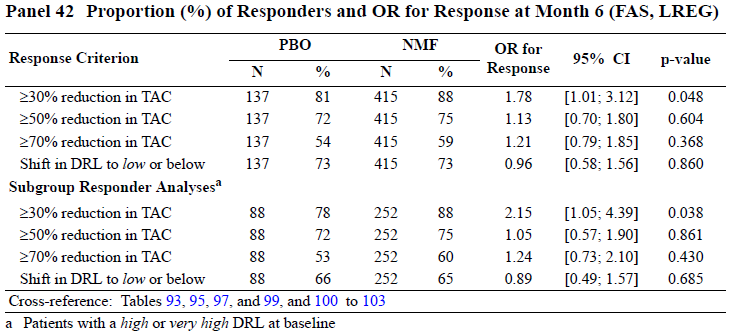 Panel 42 Proportion (%) of Responders and OR for Response at Month 6 (FAS, LREG)
Response Criterion PBO NMF OR for Response 95% CI p-value
N % N %
≥30% reduction in TAC 137 81 415 88 1.78 [1.01; 3.12] 0.048
≥50% reduction in TAC 137 72 415 75 1.13 [0.70; 1.80] 0.604
≥70% reduction in TAC 137 54 415 59 1.21 [0.79; 1.85] 0.368
Shift in DRL to low or below 137 73 415 73 0.96 [0.58; 1.56] 0.860
Subgroup Responder Analysesa
≥30% reduction in TAC 88 78 252 88 2.15 [1.05; 4.39] 0.038
≥50% reduction in TAC 88 72 252 75 1.05 [0.57; 1.90] 0.861
≥70% reduction in TAC 88 53 252 60 1.24 [0.73; 2.10] 0.430
Shift in DRL to low or below 88 66 252 65 0.89 [0.49; 1.57] 0.685
Cross-reference: Tables 93, 95, 97, and 99, and 100 to 103
a Patients with a high or very high DRL at baseline